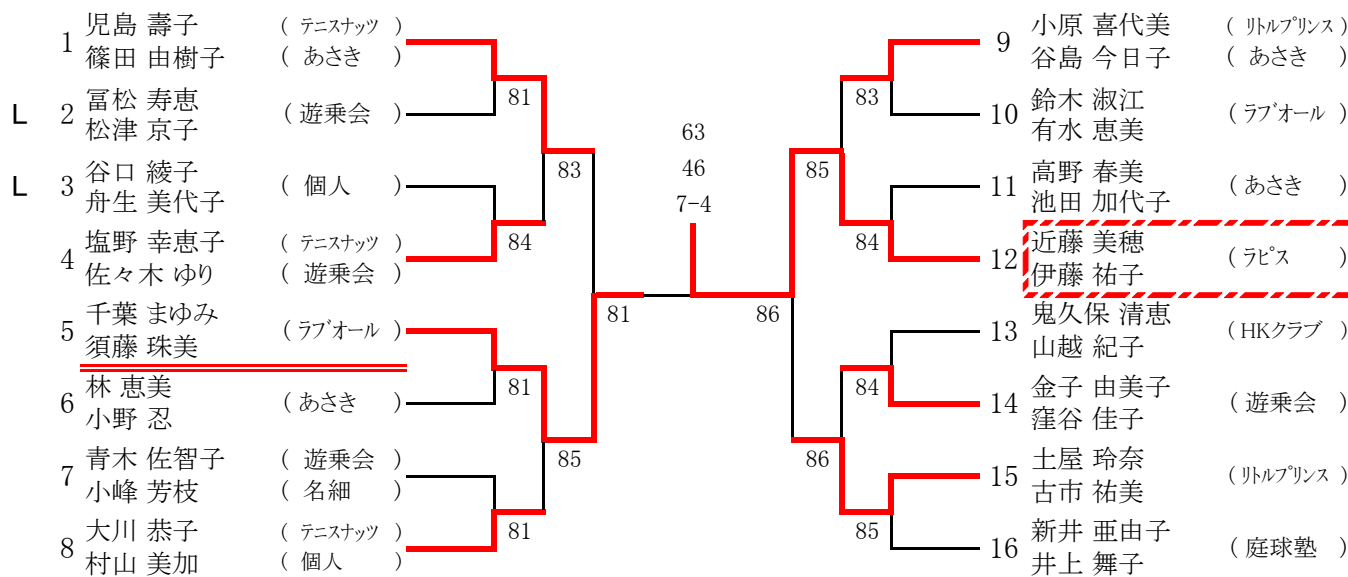 1 児島 壽子 ( テニスナッツ )
篠田 由樹子 ( あさき )
81
L 2 冨松 寿恵 ( 遊乗会 )
松津 京子
83
L 3 谷口 綾子 ( 個人 )
舟生 美代子
84
4 塩野 幸恵子 ( テニスナッツ )
佐々木 ゆり ( 遊乗会 )
81
5 千葉 まゆみ ( ラブオール )
須藤 珠美
81
6 林 恵美 ( あさき )
小野 忍
85
7 青木 佐智子 ( 遊乗会 )
小峰 芳枝 ( 名細 )
81
8 大川 恭子 ( テニスナッツ )
村山 美加 ( 個人 )
63
46
7-4
9 小原 喜代美 ( リトルプリンス )
谷島 今日子 ( あさき )
83
10 鈴木 淑江 ( ラブオール )
有水 恵美
85
11 高野 春美 ( あさき )
池田 加代子
84
12 近藤 美穂 ( ラピス )
伊藤 祐子
86
13 鬼久保 清恵 ( HKクラブ )
山越 紀子
84
14 金子 由美子 ( 遊乗会 )
窪谷 佳子
86
15 土屋 玲奈 ( リトルプリンス )
古市 祐美
85
16 新井 亜由子 ( 庭球塾 )
井上 舞子